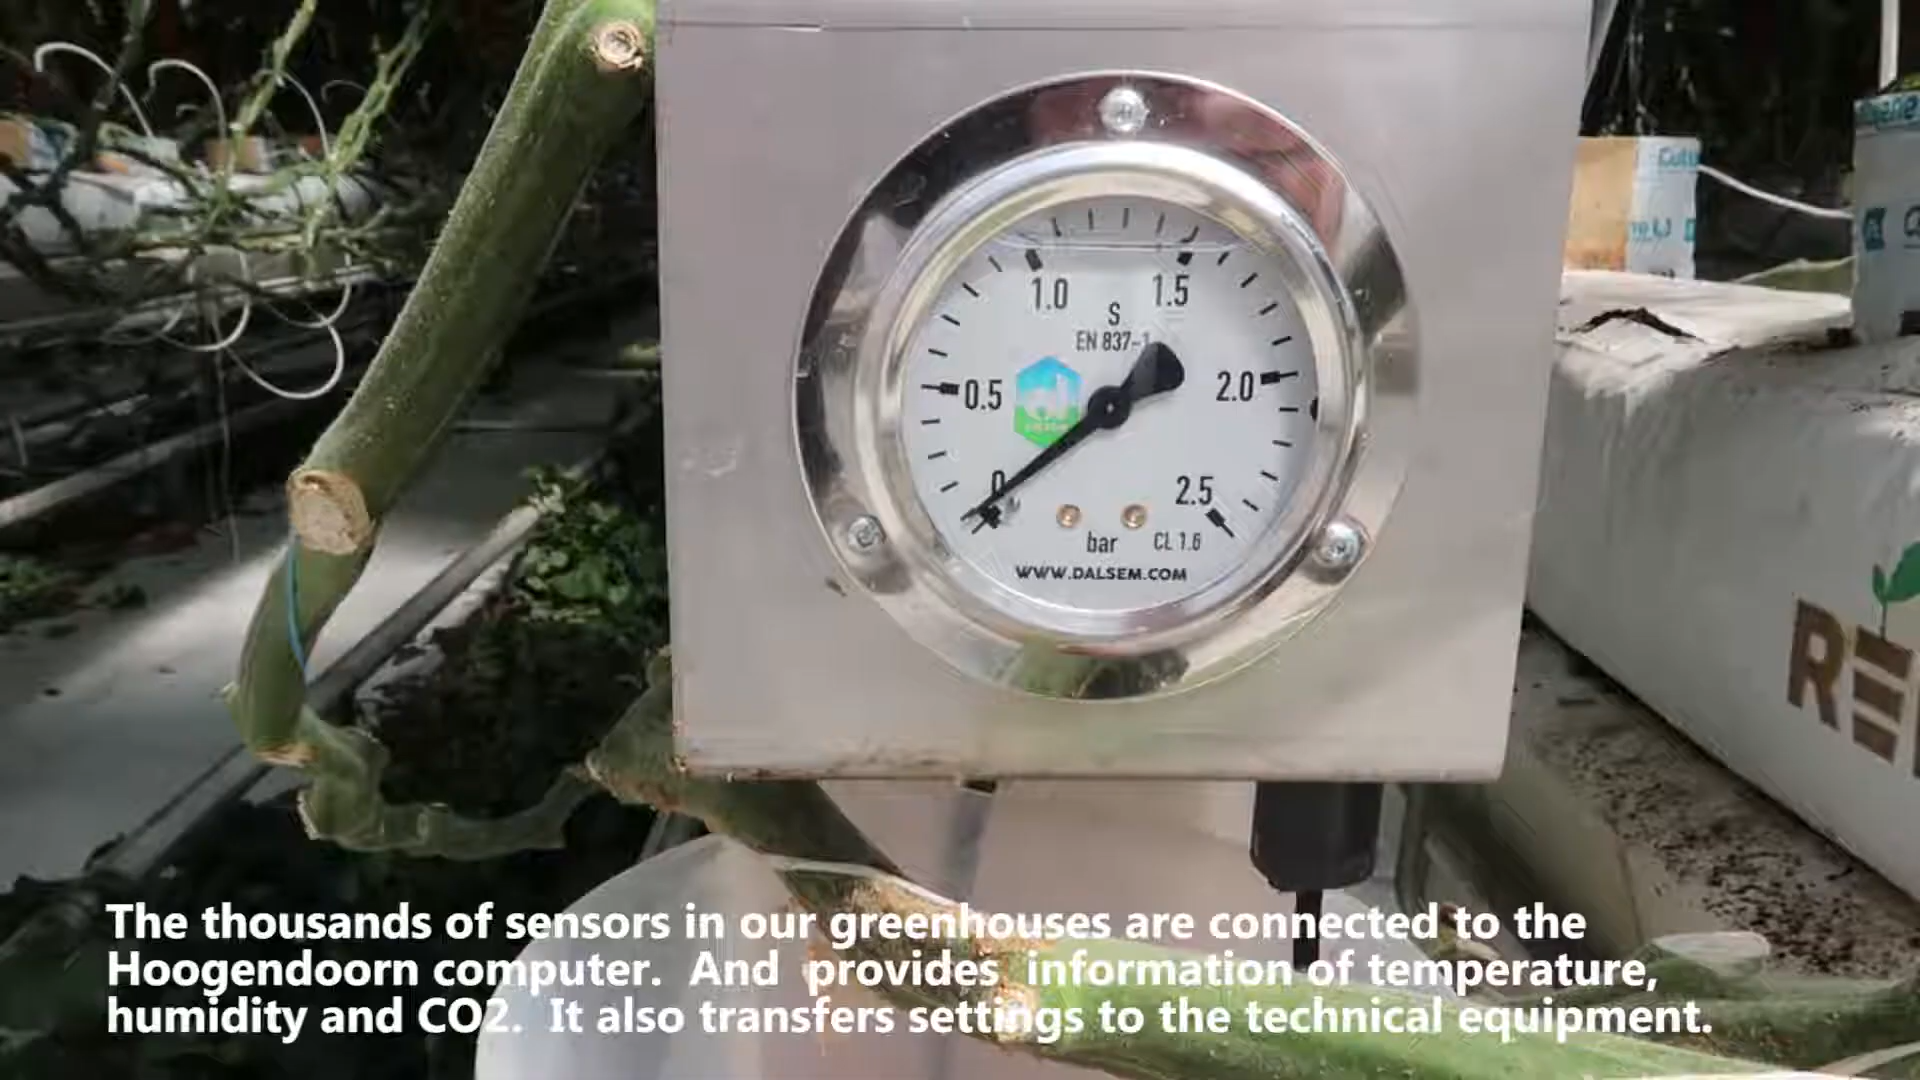 1.0
1.5
S
EN 837-1
0.5
2.0
0
2.5
bar
CL 1.6
WWW.DALSEM.COM
The thousands of sensors in our greenhouses are connected to the
Hoogendoorn computer. And provides information of temperature,
humidity and CO2. It also transfers settings to the technical equipment.